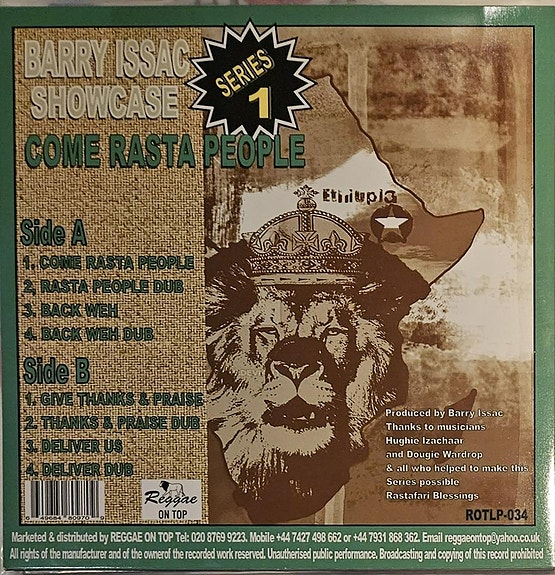 BARRY ISSAC
SHOWCASE
SERIES
1
COME RASTA PEOPLE
Ethiupia
Side A
1. COME RASTA PEOPLE
2, RASTA PEOPLE DUB
3. BACK WEH
4. BACK WEH DUB
Side B
1. GIVE THANKS & PRAISE
2. THANKS & PRAISE DUB
3. DELIVER US
4. DELIVER DUB
Produced by Barry Issac
Thanks to musicians
Hughie Izachaar
and Dougie Wardrop
& all who helped to make this
Series possible
Rastafari Blessings
Reggae
ON TOP
ROTLP-034
Marketed & distributed by REGGAE ON TOP Tel: 020 8769 9223. Mobile +44 7427 498 662 or +44 7931 868 362. Email reggaeontop@yahoo.co.uk
All rights of the manufacturer and of the ownerof the recorded work reserved. Unautherised public performance. Broadcasting and copying of this record prohibited